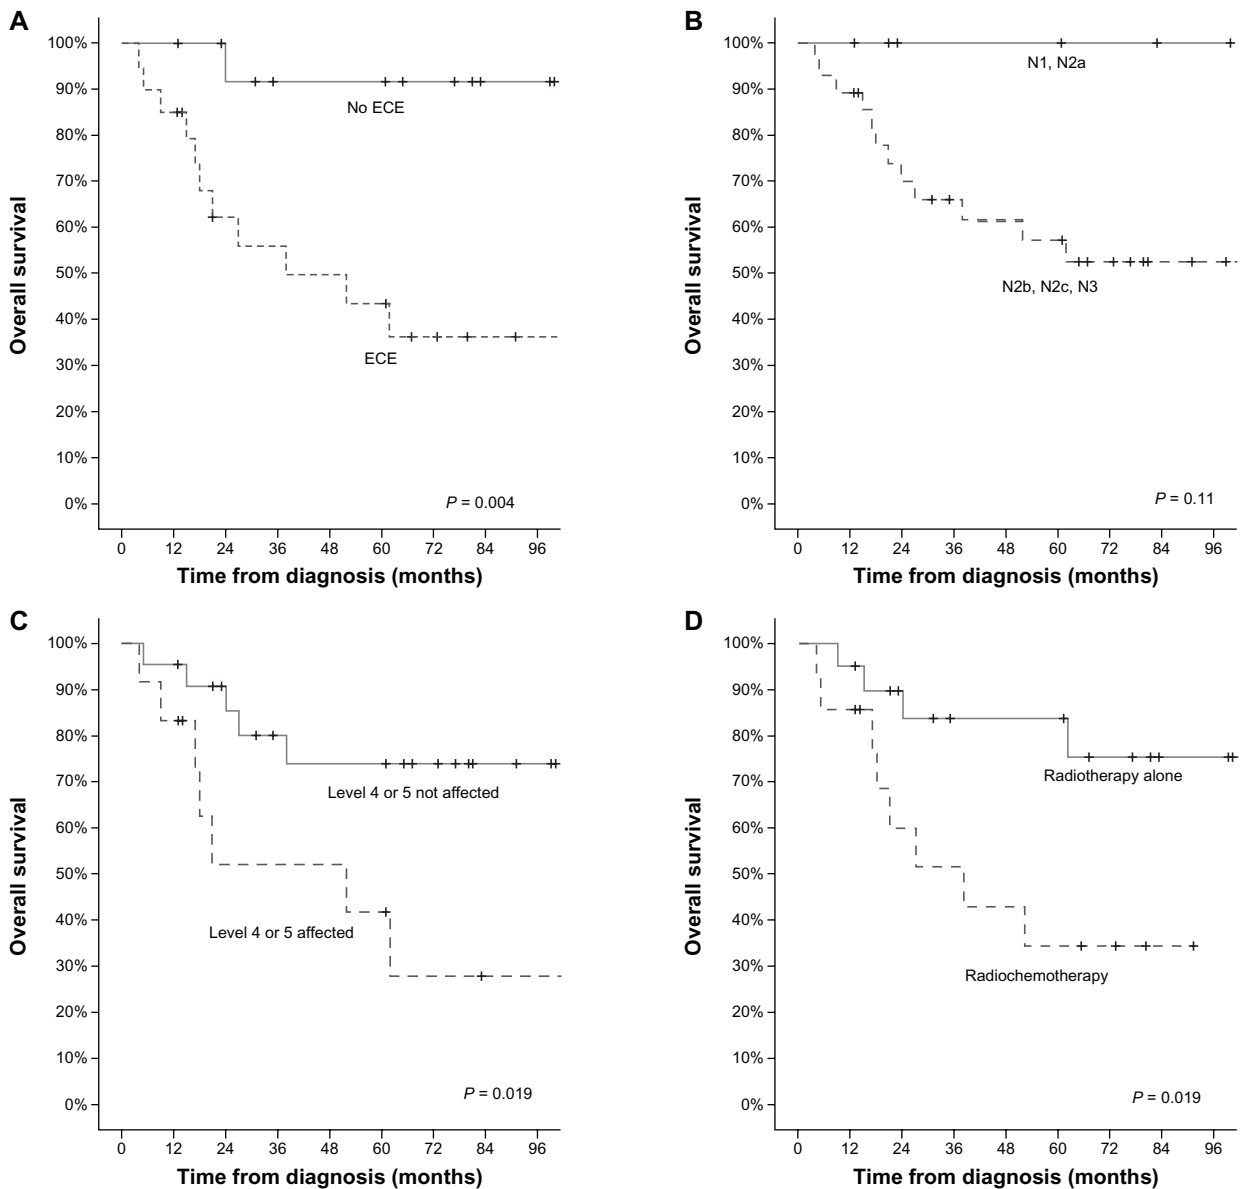 A
Overall survival
100%
90%
80%
70%
60%
50%
40%
30%
20%
10%
0%
No ECE
ECE
P = 0.004
0 12 24 36 48 60 72 84 96
Time from diagnosis (months)
B
Overall survival
100%
90%
80%
70%
60%
50%
40%
30%
20%
10%
0%
N1, N2a
N2b, N2c, N3
P = 0.11
0 12 24 36 48 60 72 84 96
Time from diagnosis (months)
C
Overall survival
100%
90%
80%
70%
60%
50%
40%
30%
20%
10%
0%
Level 4 or 5 not affected
Level 4 or 5 affected
P = 0.019
0 12 24 36 48 60 72 84 96
Time from diagnosis (months)
D
Overall survival
100%
90%
80%
70%
60%
50%
40%
30%
20%
10%
0%
Radiotherapy alone
Radiochemotherapy
P = 0.019
0 12 24 36 48 60 72 84 96
Time from diagnosis (months)